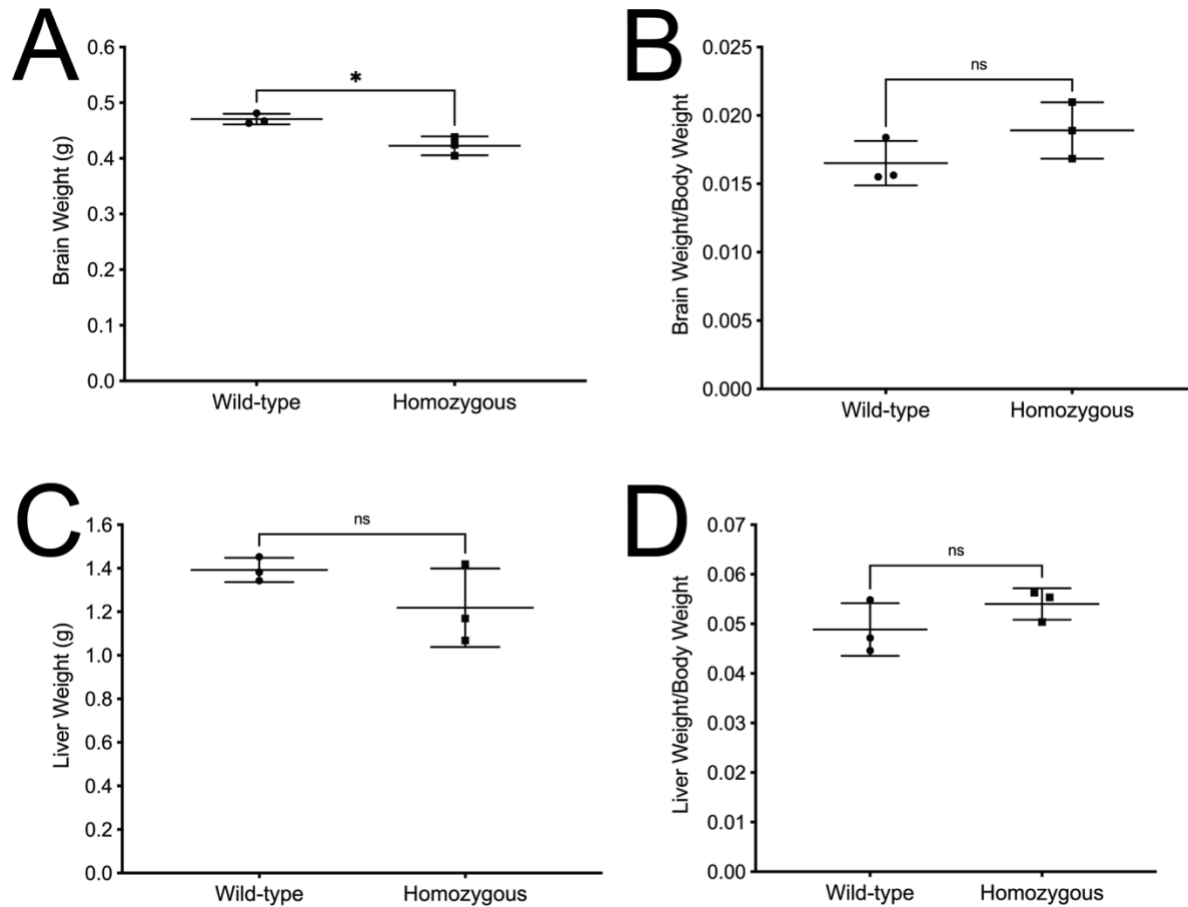 A
Brain Weight (g)
0.6
0.5
0.4
0.3
0.2
0.1
0.0
*
Wild-type Homozygous
B
Brain Weight/Body Weight
0.025
0.020
0.015
0.010
0.005
0.000
ns
Wild-type Homozygous
C
Liver Weight (g)
1.6
1.4
1.2
1.0
0.8
0.6
0.4
0.2
0.0
ns
Wild-type Homozygous
D
Liver Weight/Body Weight
0.07
0.06
0.05
0.04
0.03
0.02
0.01
0.00
ns
Wild-type Homozygous